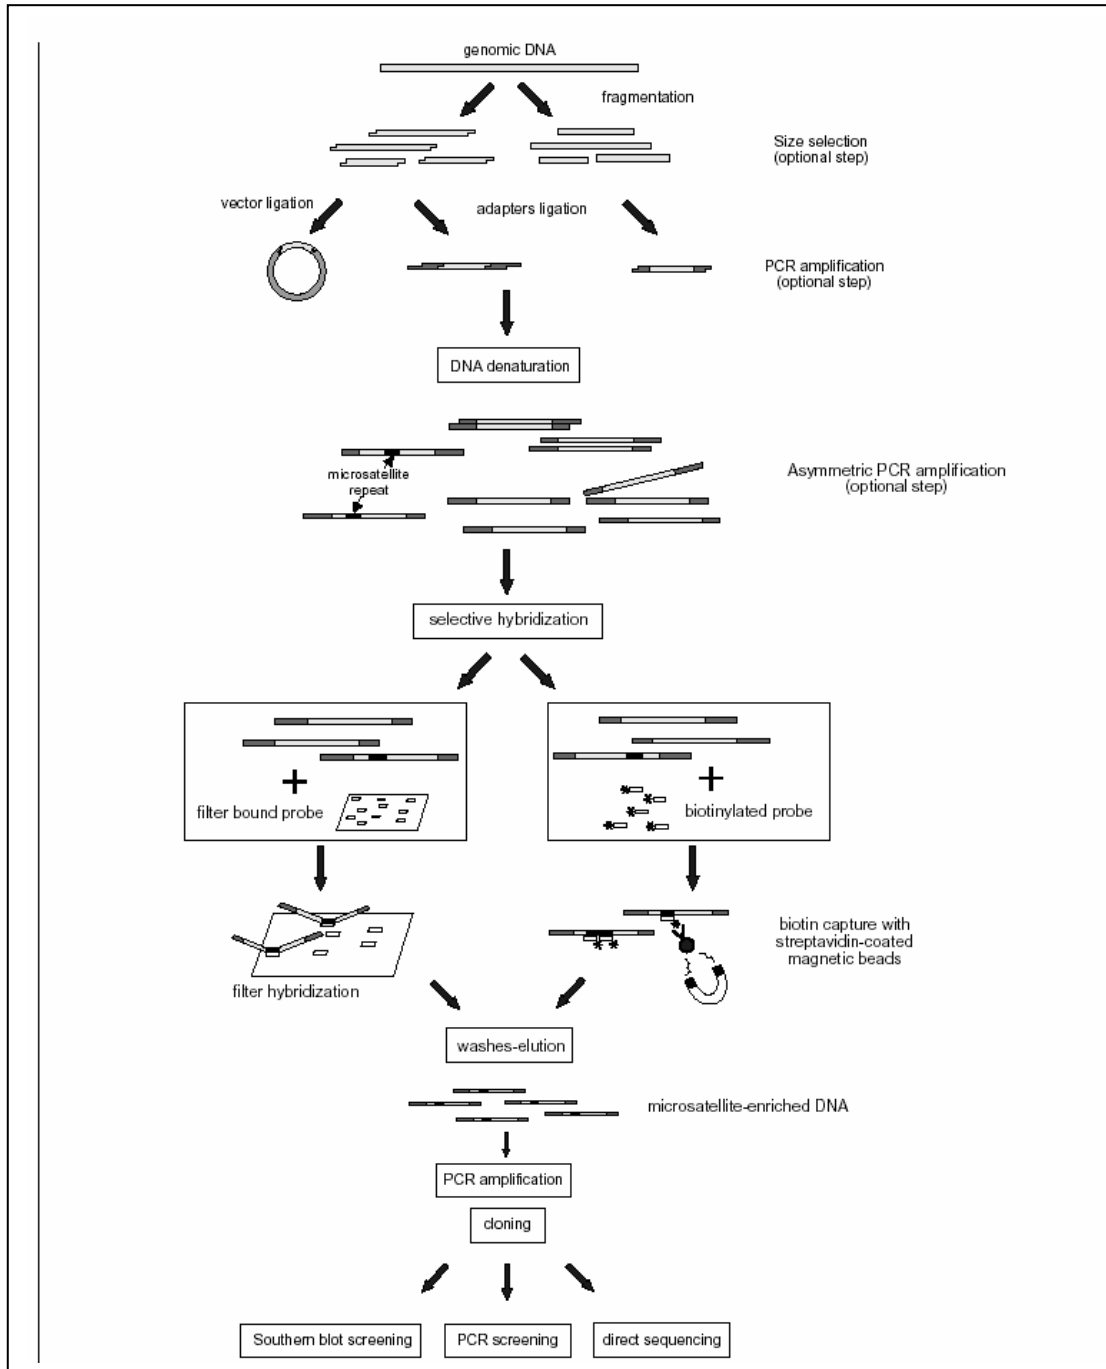 genomic DNA
fragmentation
Size selection
(optional step)
vector ligation
adapters ligation
PCR amplification
(optional step)
DNA denaturation
microsatellite
repeat
Asymmetric PCR amplification
(optional step)
selective hybridization
filter bound probe
biotinylated probe
filter hybridization
biotin capture with
streptavidin-coated
magnetic beads
washes-elution
microsatellite-enriched DNA
PCR amplification
cloning
Southern blot screening
PCR screening
direct sequencing